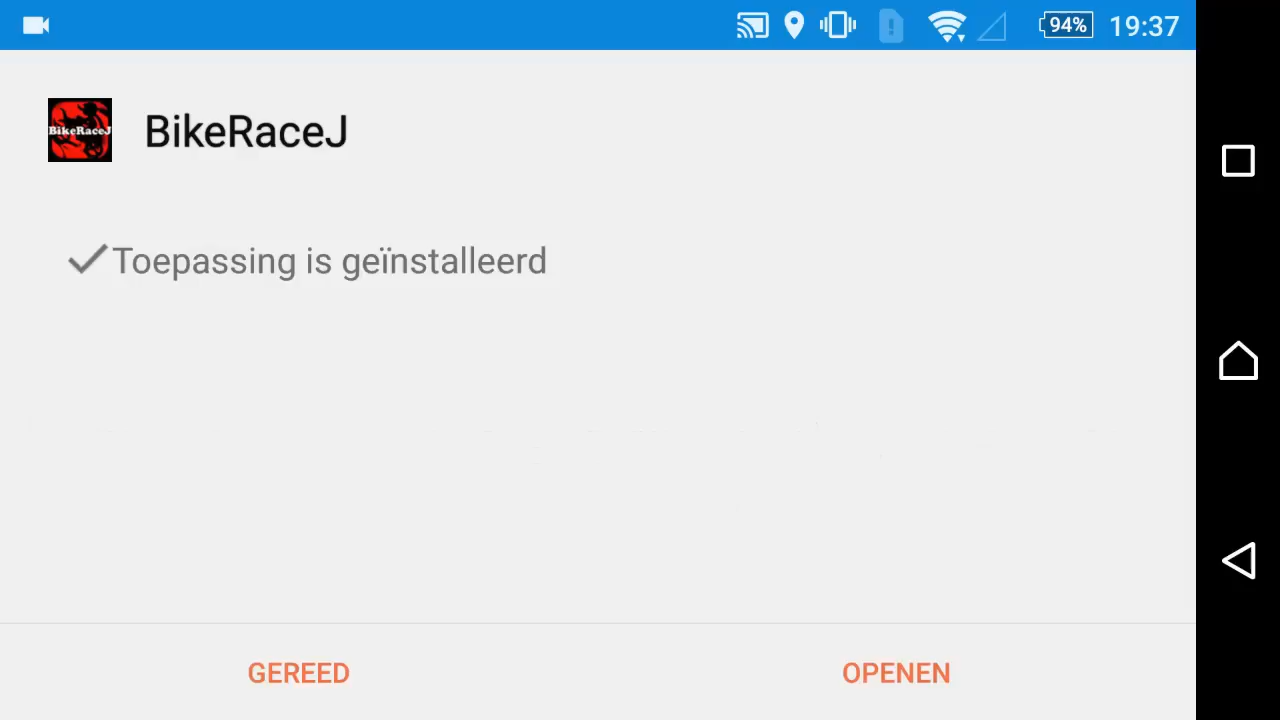 94% 19:37
BikeRaceJ
BikeRaceJ
Toepassing is geïnstalleerd
GEREED OPENEN